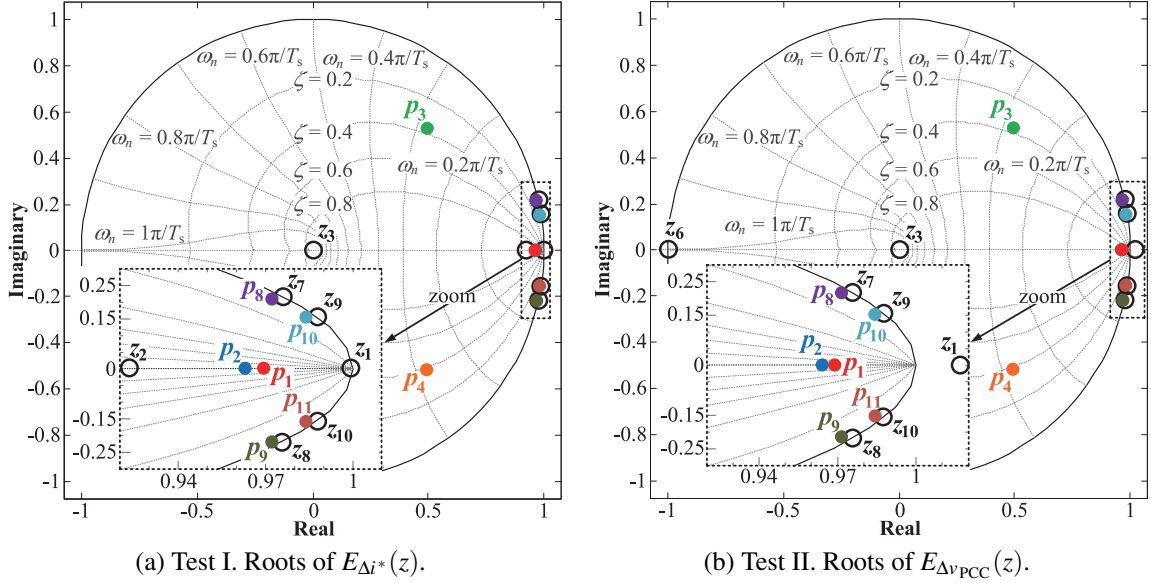 1
0.8
0.6
0.4
0.2
0
-0.2
-0.4
-0.6
-0.8
-1
Imaginary
-1
-0.5
0
0.5
1
Real
ωn = 0.6π/Ts
ωn = 0.4π/Ts
ζ = 0.2
ωn = 0.8π/Ts
ζ = 0.4
ωn = 0.2π/Ts
ζ = 0.6
ζ = 0.8
ωn = 1π/Ts
p3
z3
p4
zoom
0.25
0.15
0
-0.15
-0.25
0.94
0.97
1
p8
z7
z9
p10
z2
p2
p1
z1
p11
z10
p9
z8
(a) Test I. Roots of EΔi*(z).
1
0.8
0.6
0.4
0.2
0
-0.2
-0.4
-0.6
-0.8
-1
Imaginary
-1
-0.5
0
0.5
1
Real
ωn = 0.6π/Ts
ωn = 0.4π/Ts
ζ = 0.2
ωn = 0.8π/Ts
ζ = 0.4
ωn = 0.2π/Ts
ζ = 0.6
ζ = 0.8
ωn = 1π/Ts
p3
z6
z3
p4
zoom
0.25
0.15
0
-0.15
-0.25
0.94
0.97
1
p8
z7
z9
p10
p2
p1
z1
p11
z10
p9
z8
(b) Test II. Roots of EΔvPCC(z).